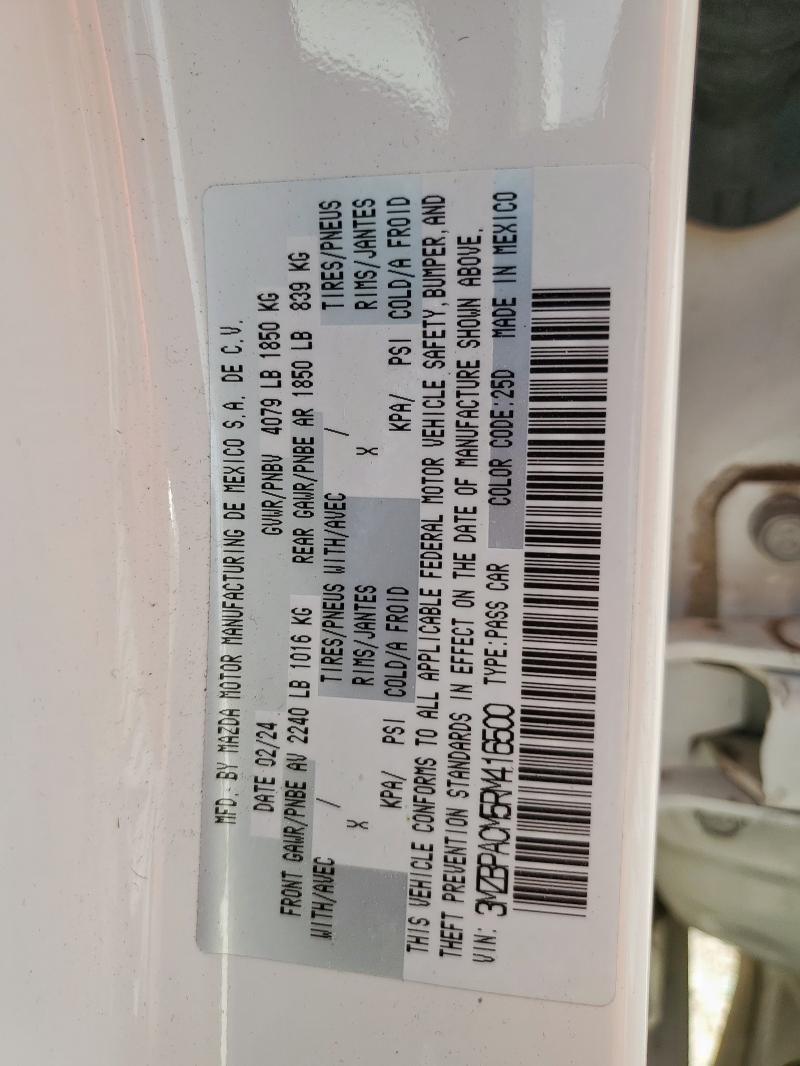 MFD. BY MAZDA MOTOR MANUFACTURING DE MEXICO S.A. DE C.V.
DATE 02/24 GVWR/PNBV 4079 LB 1850 KG
FRONT GAWR/PNBE AV 2240 LB 1016 KG REAR GAWR/PNBE AR 1850 LB 839 KG
WITH/AVEC / TIRES/PNEUS WITH/AVEC / TIRES/PNEUS
X RIMS/JANTES X RIMS/JANTES
KPA/ PSI COLD/A FROID KPA/ PSI COLD/A FROID
THIS VEHICLE CONFORMS TO ALL APPLICABLE FEDERAL MOTOR VEHICLE SAFETY, BUMPER, AND
THEFT PREVENTION STANDARDS IN EFFECT ON THE DATE OF MANUFACTURE SHOWN ABOVE.
VIN: 3MZBPACM5RM416500 TYPE:PASS CAR COLOR CODE:25D MADE IN MEXICO